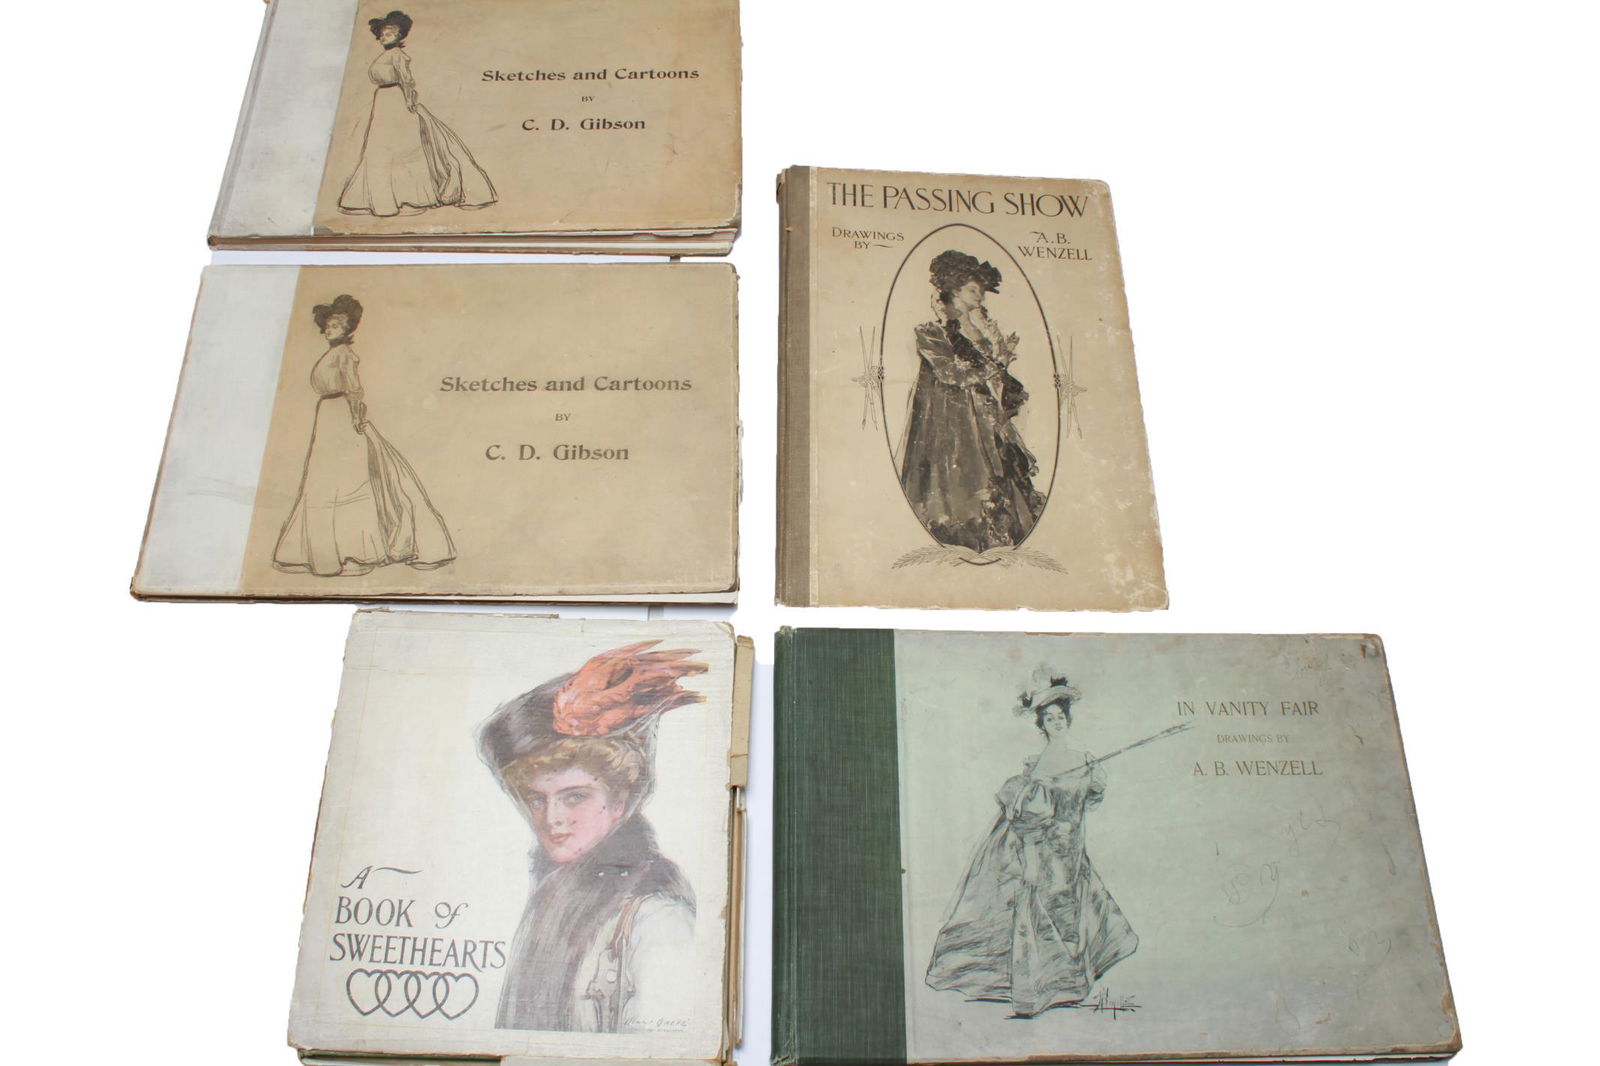 Sketches and Cartoons
BY
C. D. Gibson
Sketches and Cartoons
BY
C. D. Gibson
THE PASSING SHOW
DRAWINGS
BY
A. B.
WENZELL
A
BOOK of
SWEETHEARTS
IN VANITY FAIR
DRAWINGS BY
A. B. WENZELL